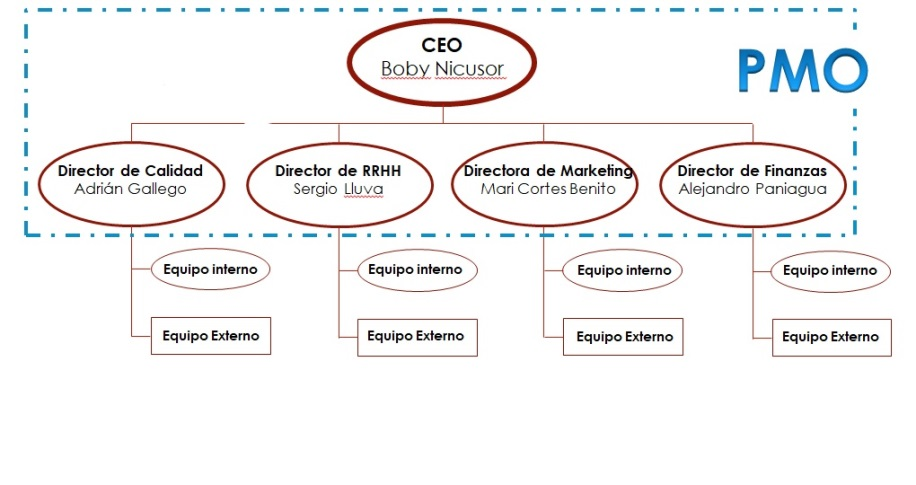 CEO
Boby Nicusor
PMO
Director de Calidad
Adrián Gallego
Director de RRHH
Sergio Lluva
Directora de Marketing
Mari Cortes Benito
Director de Finanzas
Alejandro Paniagua
Equipo interno
Equipo interno
Equipo interno
Equipo interno
Equipo Externo
Equipo Externo
Equipo Externo
Equipo Externo